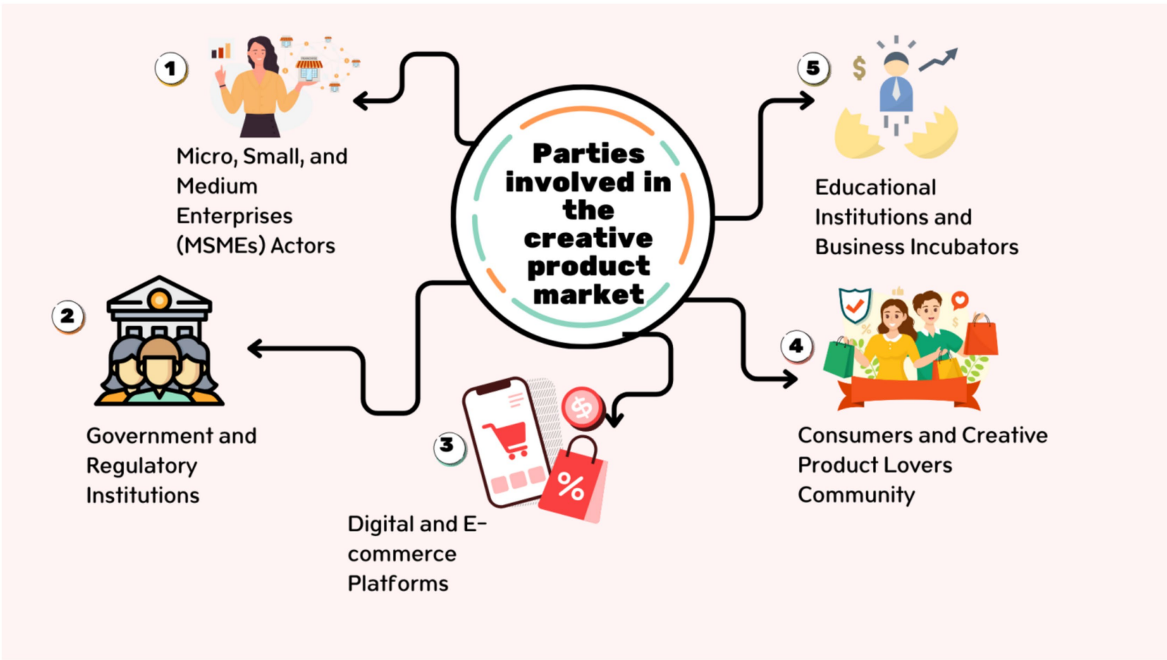 Parties
involved in
the
creative
product
market
1
Micro, Small, and
Medium
Enterprises
(MSMEs) Actors
2
Government and
Regulatory
Institutions
3
Digital and E-
commerce
Platforms
4
Consumers and Creative
Product Lovers
Community
5
Educational
Institutions and
Business Incubators
$
$
%
%
$